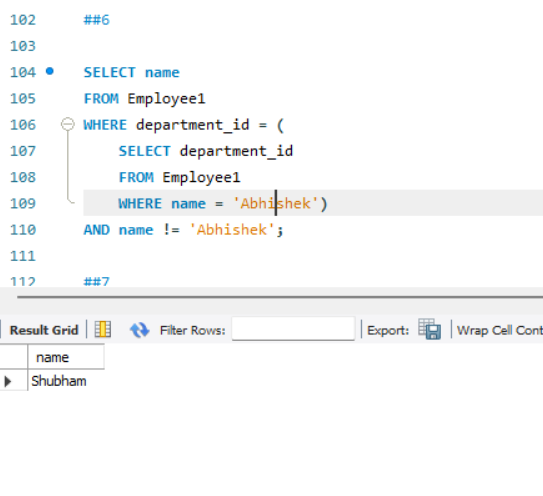 102 ##6
103
104 SELECT name
105 FROM Employee1
106 WHERE department_id = (
107 SELECT department_id
108 FROM Employee1
109 WHERE name = 'Abhishek')
110 AND name != 'Abhishek';
111
112 ##7
Result Grid Filter Rows: Export: Wrap Cell Cont
name
Shubham